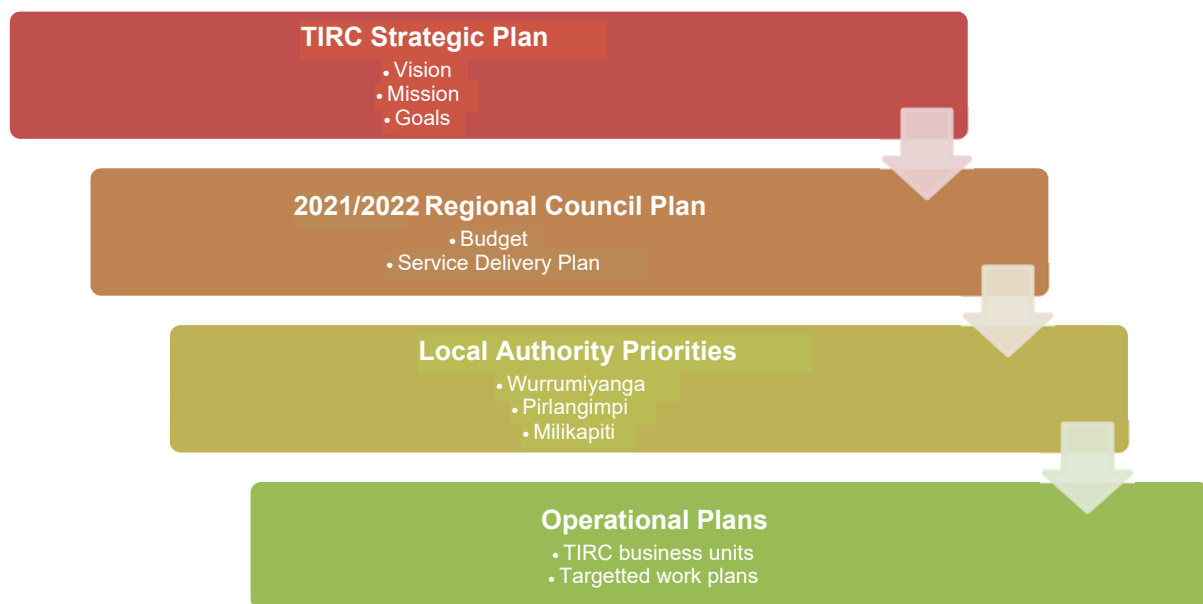 TIRC Strategic Plan
• Vision
• Mission
• Goals
2021/2022 Regional Council Plan
• Budget
• Service Delivery Plan
Local Authority Priorities
• Wurrumiyanga
• Pirlangimpi
• Milikapiti
Operational Plans
• TIRC business units
• Targetted work plans